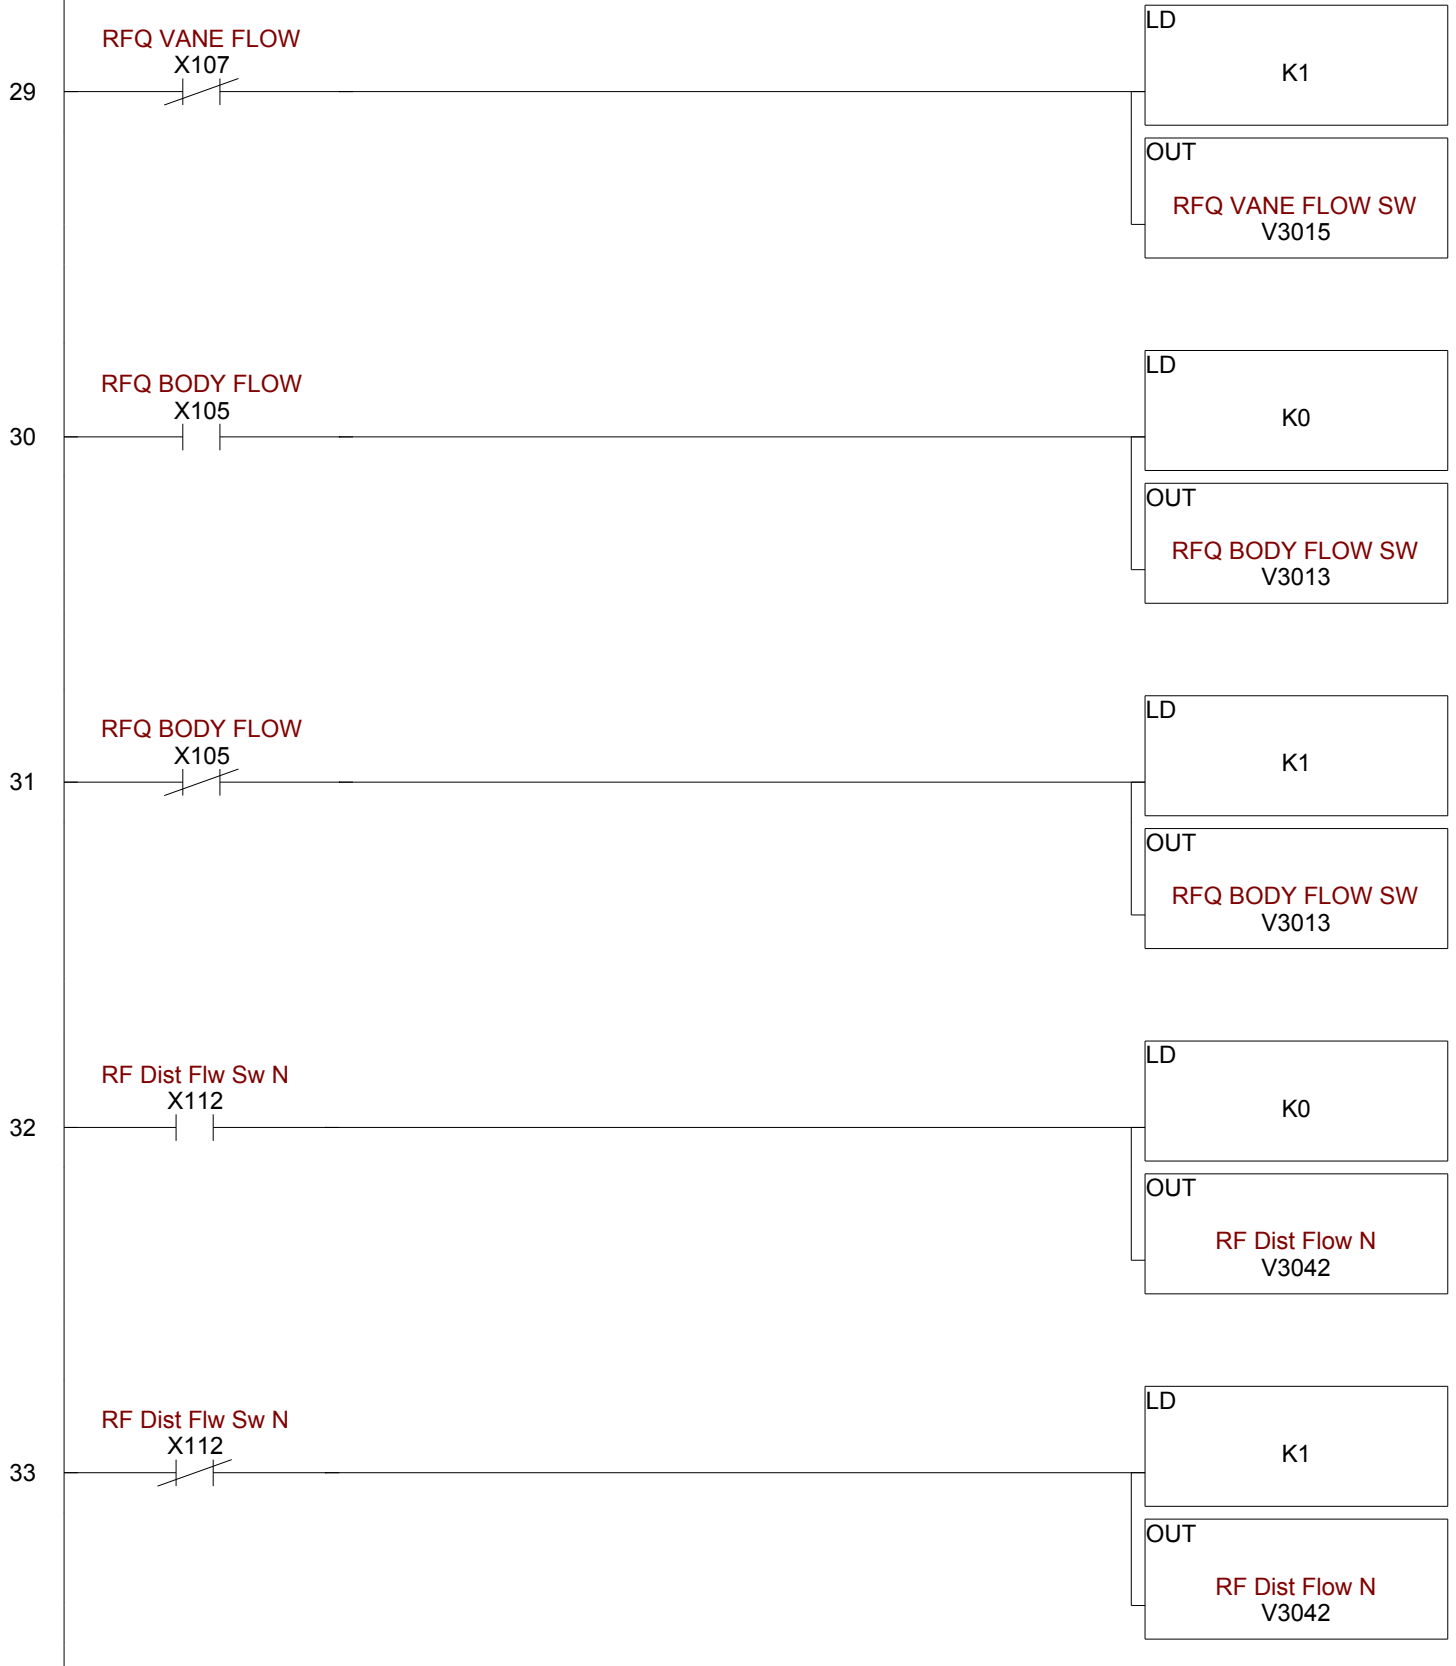 RFQ VANE FLOW
X107
29
LD
K1
OUT
RFQ VANE FLOW SW
V3015
RFQ BODY FLOW
X105
30
LD
K0
OUT
RFQ BODY FLOW SW
V3013
RFQ BODY FLOW
X105
31
LD
K1
OUT
RFQ BODY FLOW SW
V3013
RF Dist Flw Sw N
X112
32
LD
K0
OUT
RF Dist Flow N
V3042
RF Dist Flw Sw N
X112
33
LD
K1
OUT
RF Dist Flow N
V3042